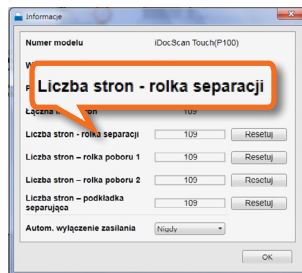 Informacje
Numer modelu iDocScan Touch(P100)
Liczba stron - rolka separacji
109
Liczba stron - rolka separacji 109 Resetuj
Liczba stron – rolka poboru 1 109 Resetuj
Liczba stron – rolka poboru 2 109 Resetuj
Liczba stron – podkładka
separująca 109 Resetuj
Autom. wyłączenie zasilania Nigdy
OK